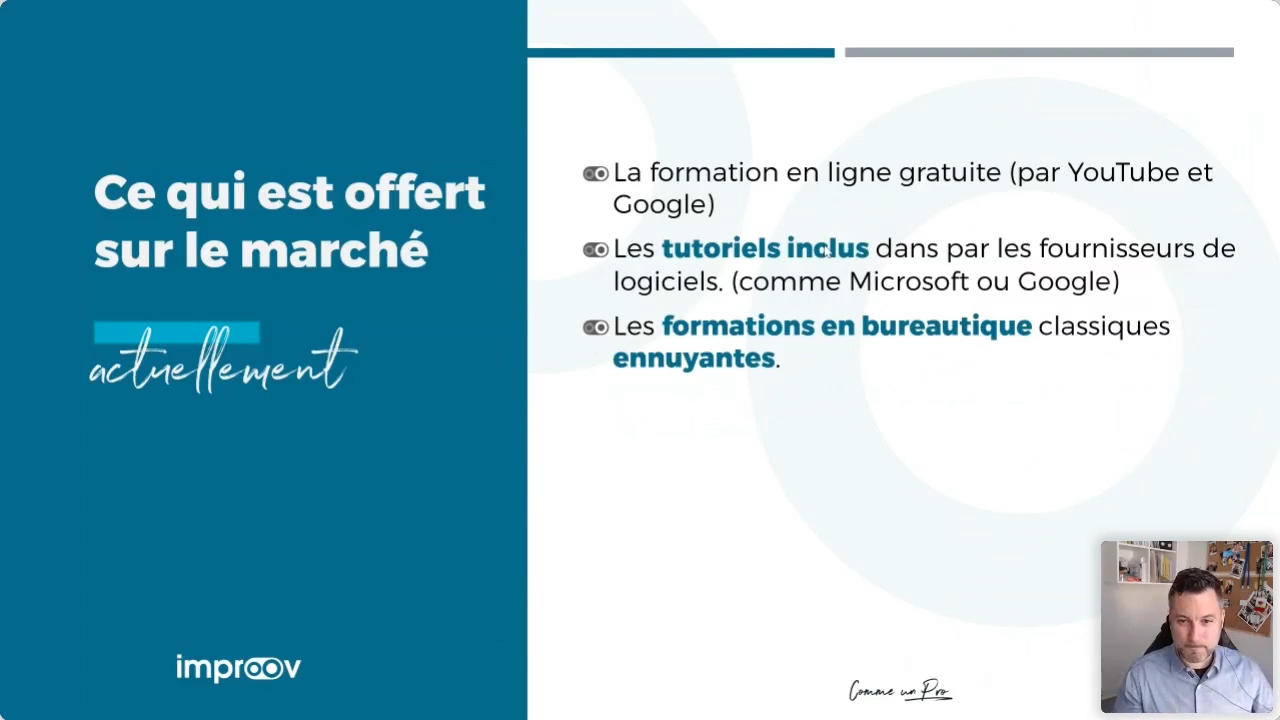 Ce qui est offert
sur le marché
actuellement
La formation en ligne gratuite (par YouTube et
Google)
Les tutoriels inclus dans par les fournisseurs de
logiciels. (comme Microsoft ou Google)
Les formations en bureautique classiques
ennuyantes.
improov
Comme un Pro